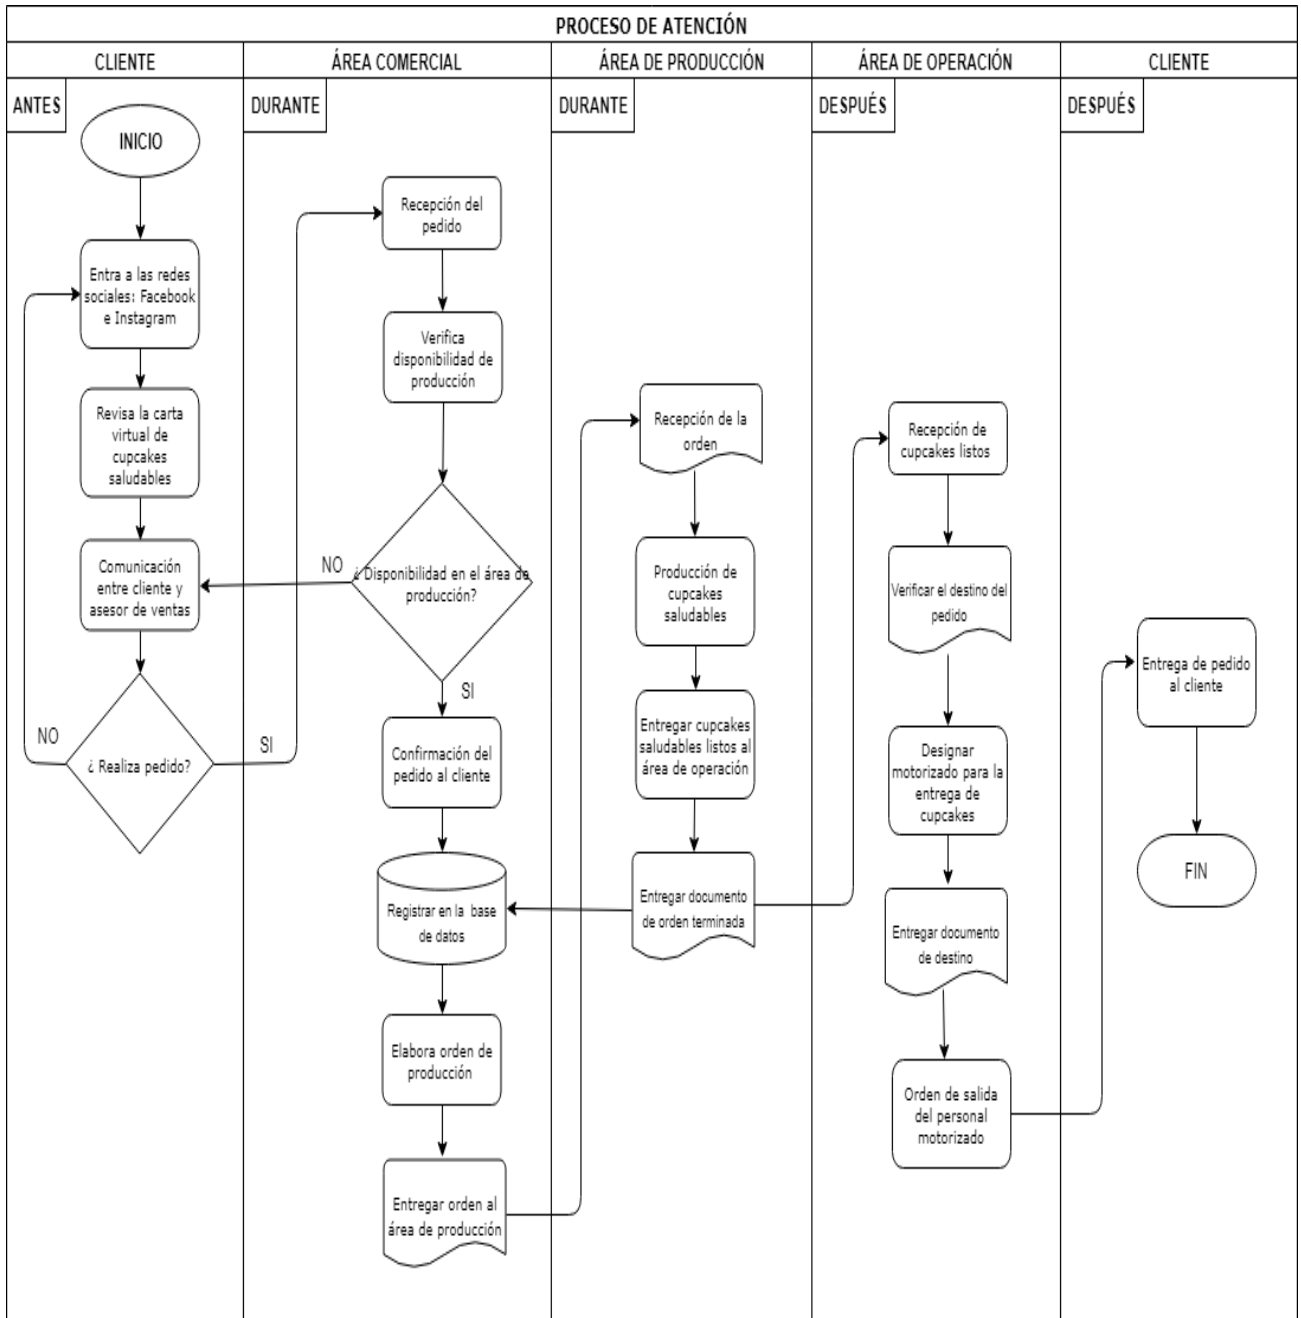 PROCESO DE ATENCIÓN
CLIENTE
ÁREA COMERCIAL
ÁREA DE PRODUCCIÓN
ÁREA DE OPERACIÓN
CLIENTE
ANTES
DURANTE
DURANTE
DESPUÉS
DESPUÉS
INICIO
Entra a las redes
sociales: Facebook
e Instagram
Revisa la carta
virtual de
cupcakes
saludables
Comunicación
entre cliente y
asesor de ventas
¿ Realiza pedido?
NO
SI
Recepción del
pedido
Verifica
disponibilidad de
producción
¿ Disponibilidad en el área de
producción?
NO
SI
Confirmación del
pedido al cliente
Registrar en la base
de datos
Elabora orden de
producción
Entregar orden al
área de producción
Recepción de la
orden
Producción de
cupcakes
saludables
Entregar cupcakes
saludables listos al
área de operación
Entregar documento
de orden terminada
Recepción de
cupcakes listos
Verificar el destino del
pedido
Designar
motorizado para la
entrega de
cupcakes
Entregar documento
de destino
Orden de salida
del personal
motorizado
Entrega de pedido
al cliente
FIN